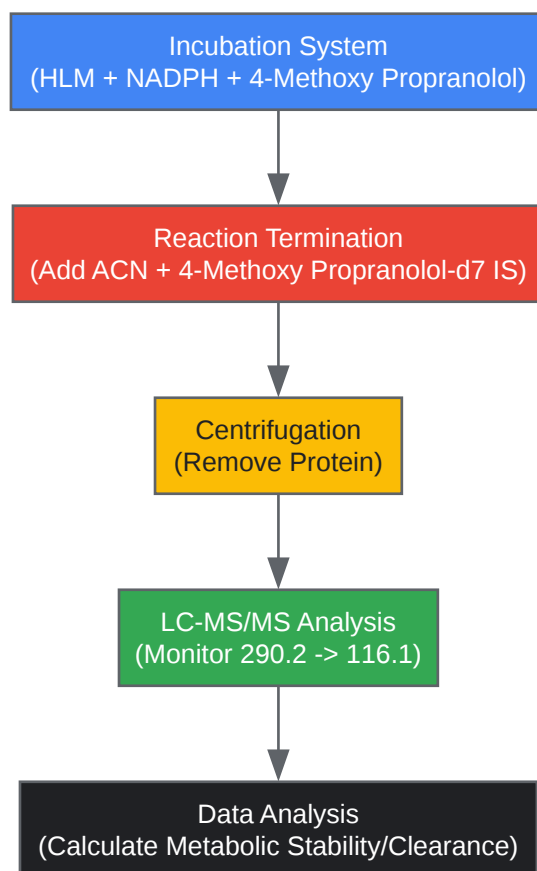 Incubation System
(HLM + NADPH + 4-Methoxy Propranolol)
Reaction Termination
(Add ACN + 4-Methoxy Propranolol-d7 IS)
Centrifugation
(Remove Protein)
LC-MS/MS Analysis
(Monitor 290.2 -> 116.1)
Data Analysis
(Calculate Metabolic Stability/Clearance)